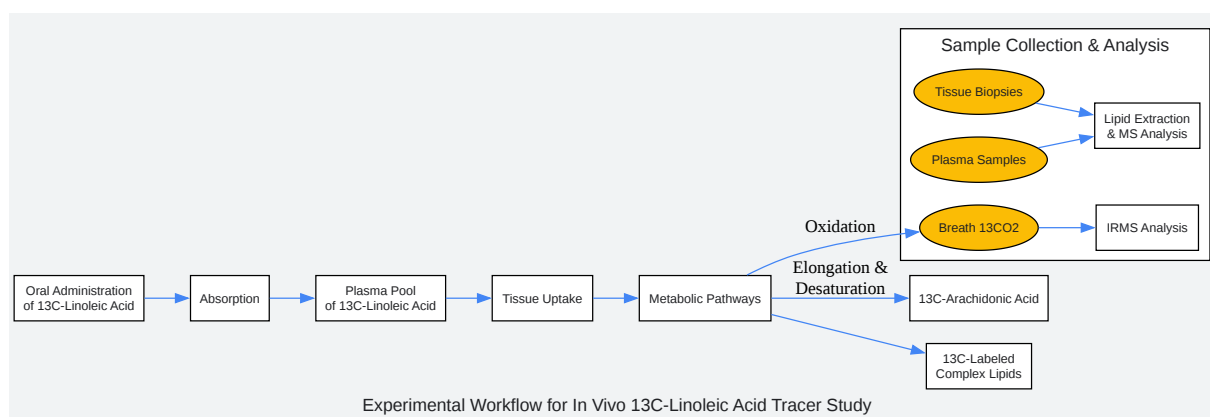 Sample Collection & Analysis
Tissue Biopsies
Lipid Extraction
& MS Analysis
Plasma Samples
Breath 13CO2
IRMS Analysis
Oxidation
Elongation &
Desaturation
Oral Administration
of 13C-Linoleic Acid
Absorption
Plasma Pool
of 13C-Linoleic Acid
Tissue Uptake
Metabolic Pathways
13C-Arachidonic Acid
13C-Labeled
Complex Lipids
Experimental Workflow for In Vivo 13C-Linoleic Acid Tracer Study